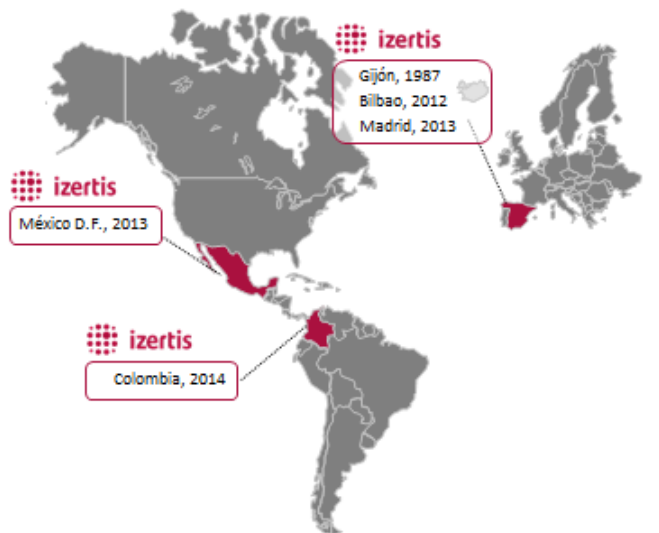 izertis
Gijón, 1987
Bilbao, 2012
Madrid, 2013
izertis
México D.F., 2013
izertis
Colombia, 2014